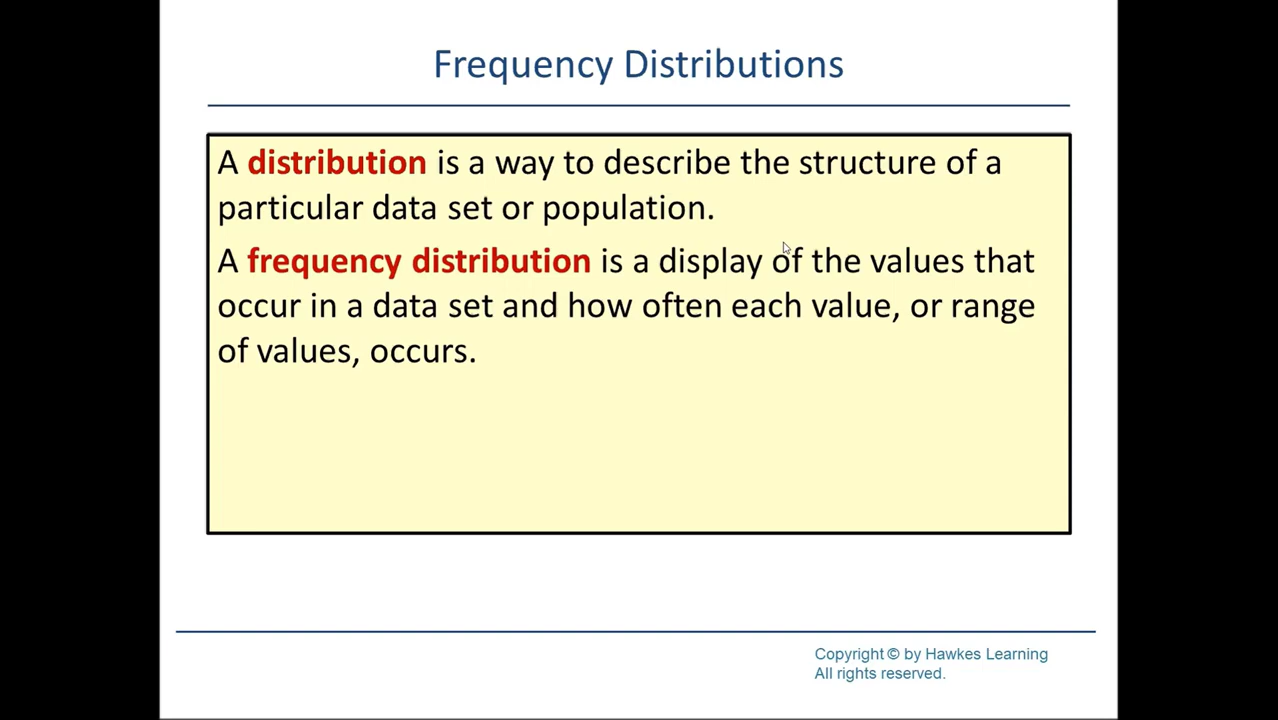 Frequency Distributions
A distribution is a way to describe the structure of a
particular data set or population.
A frequency distribution is a display of the values that
occur in a data set and how often each value, or range
of values, occurs.
Copyright © by Hawkes Learning
All rights reserved.